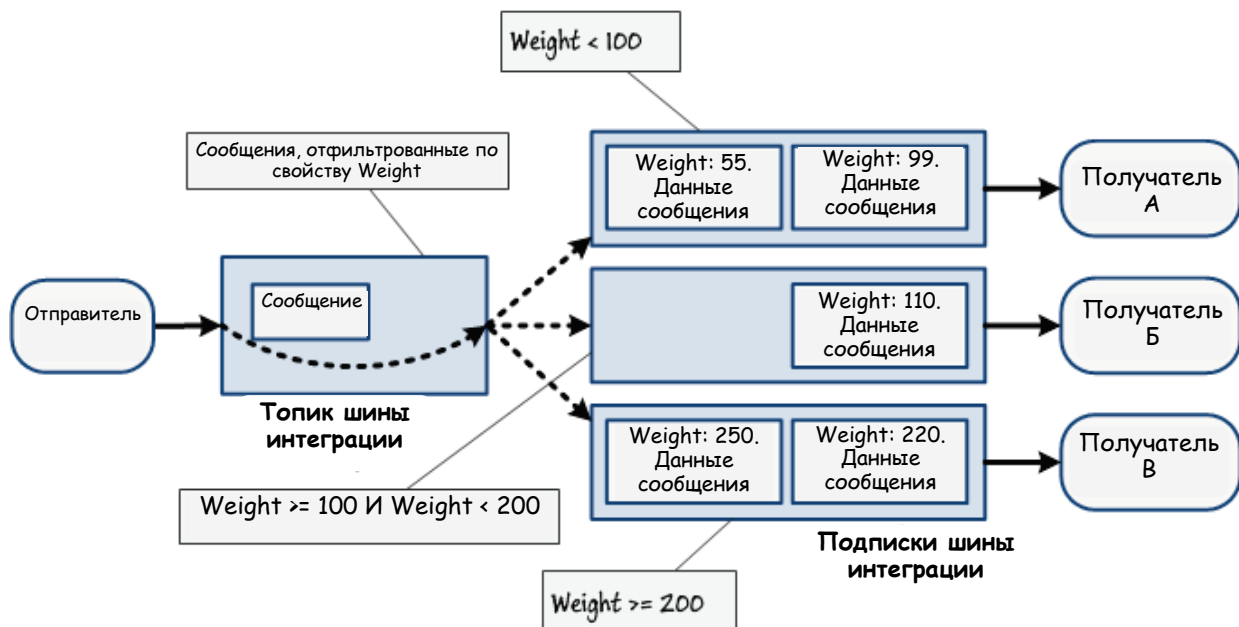 Weight < 100
Сообщения, отфильтрованные по
свойству Weight
Weight: 55.
Данные
сообщения
Weight: 99.
Данные
сообщения
Получатель
А
Отправитель
Сообщение
Weight: 110.
Данные
сообщения
Получатель
Б
Топик шины
интеграции
Weight: 250.
Данные
сообщения
Weight: 220.
Данные
сообщения
Получатель
В
Weight >= 100 И Weight < 200
Подписки шины
интеграции
Weight >= 200